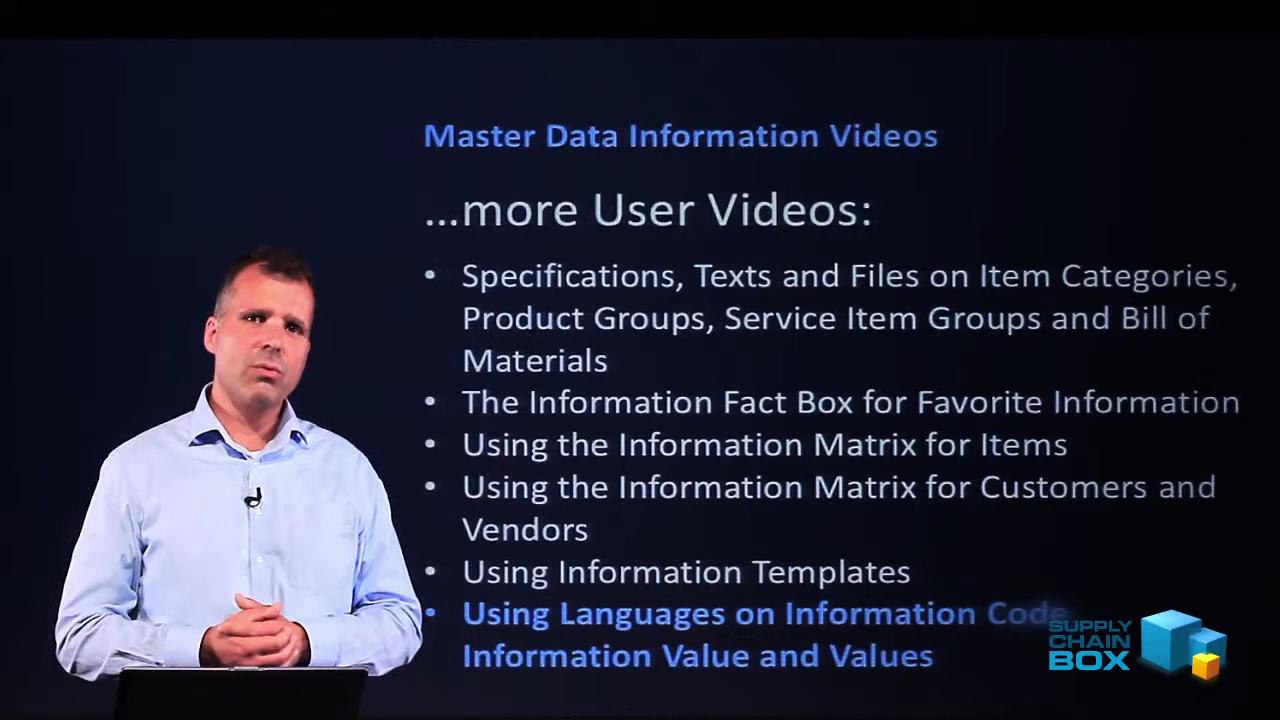 Master Data Information Videos
...more User Videos:
• Specifications, Texts and Files on Item Categories,
Product Groups, Service Item Groups and Bill of
Materials
• The Information Fact Box for Favorite Information
• Using the Information Matrix for Items
• Using the Information Matrix for Customers and
Vendors
• Using Information Templates
• Using Languages on Information Code
Information Value and Values
SUPPLY
CHAIN
BOX